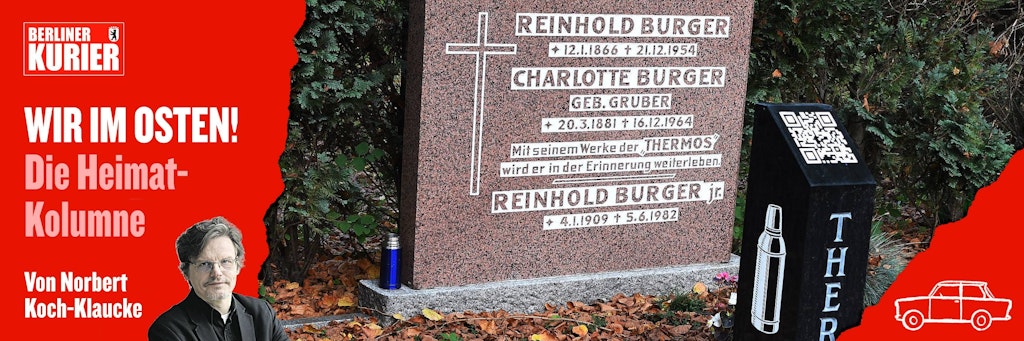 BERLINER
KURIER
WIR IM OSTEN!
Die Heimat-
Kolumne
Von Norbert
Koch-Klaucke
REINHOLD BURGER
✦ 12.1.1866 † 21.12.1954
CHARLOTTE BURGER
GEB. GRUBER
✦ 20.3.1881 † 16.12.1964
Mit seinem Werke der „THERMOS”
wird er in der Erinnerung weiterleben.
REINHOLD BURGER jr.
✦ 4.1.1909 † 5.6.1982
THER